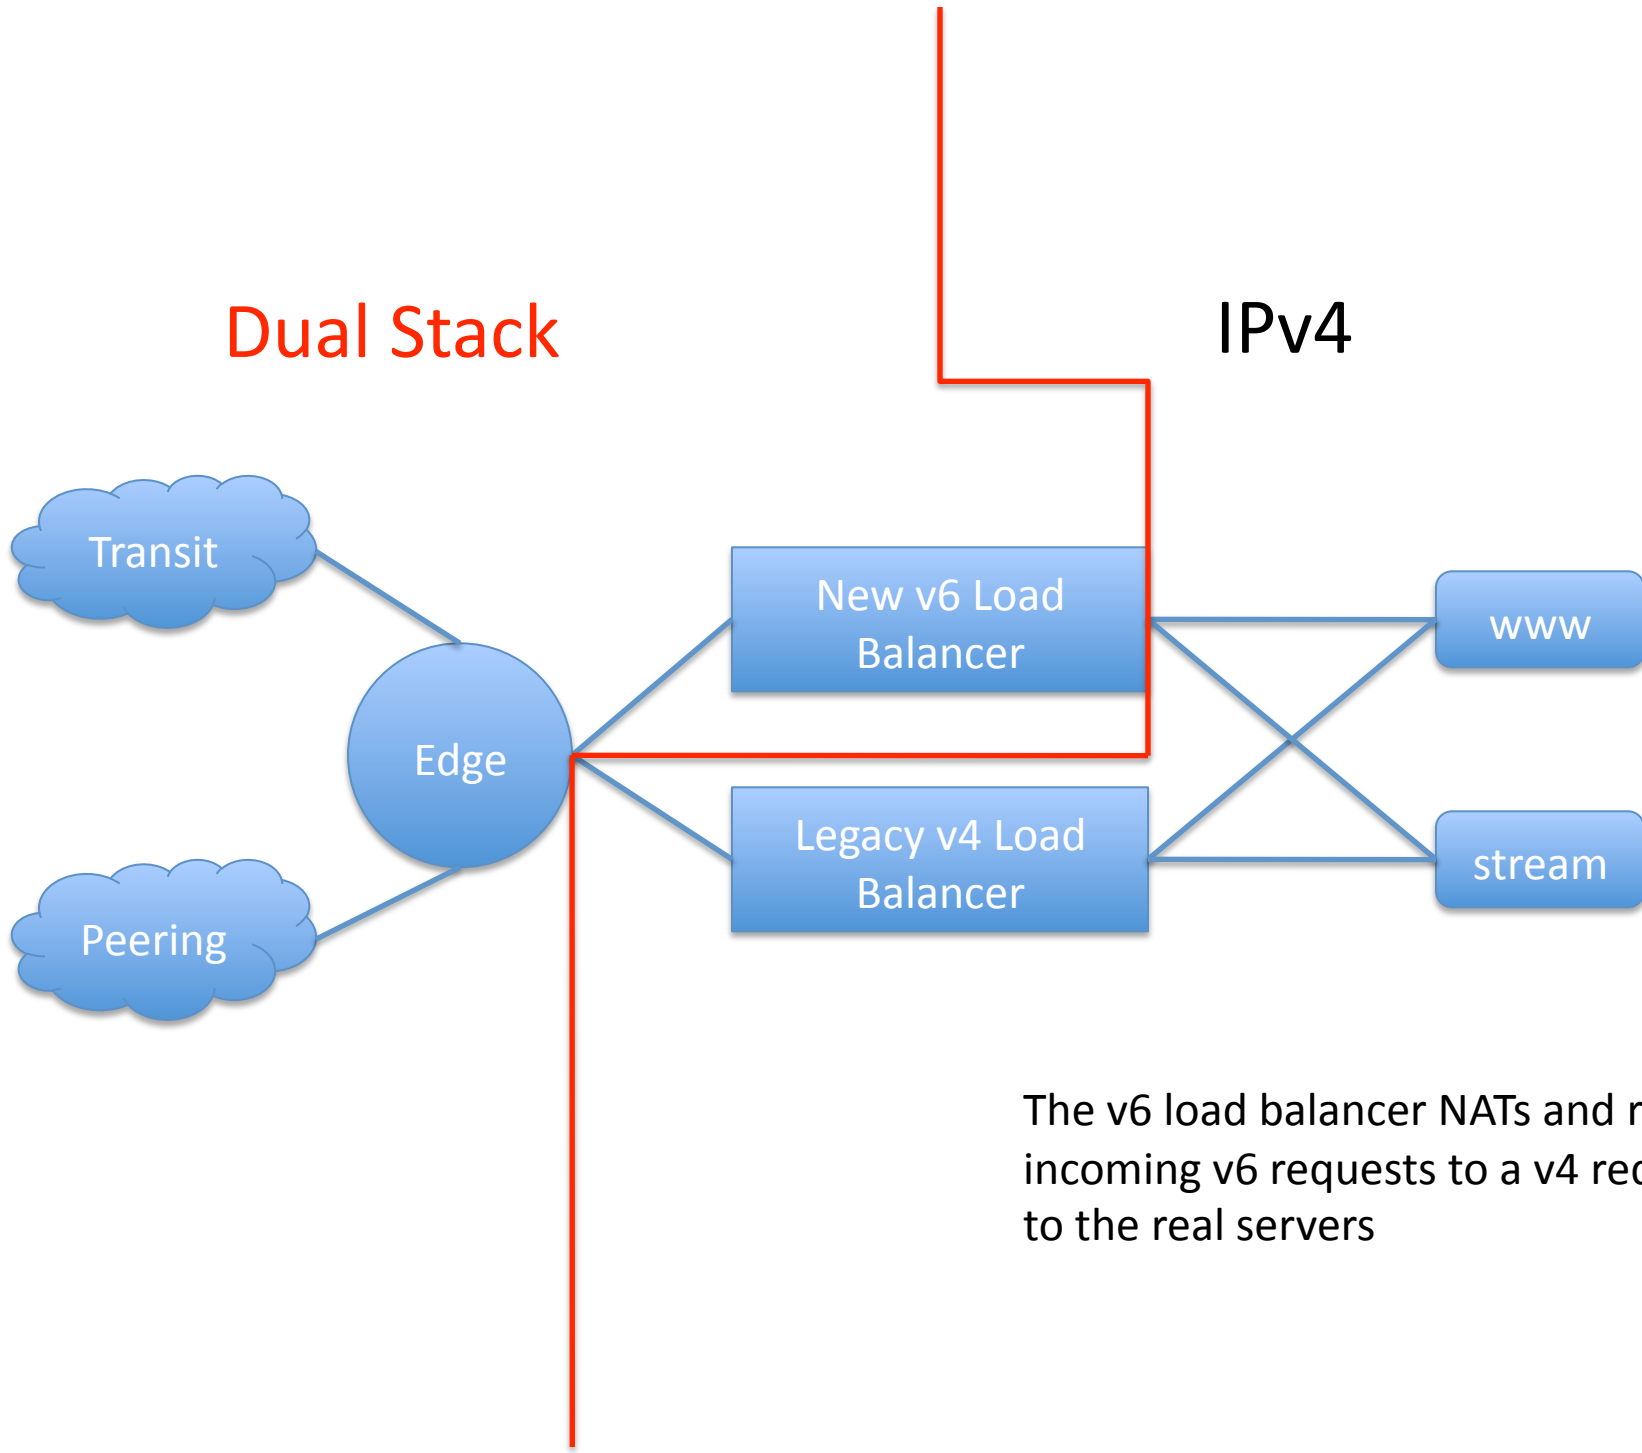 Dual Stack
IPv4
Transit
New v6 Load
Balancer
www
Edge
Legacy v4 Load
Balancer
stream
Peering
The v6 load balancer NATs and
incoming v6 requests to a v4
to the real servers